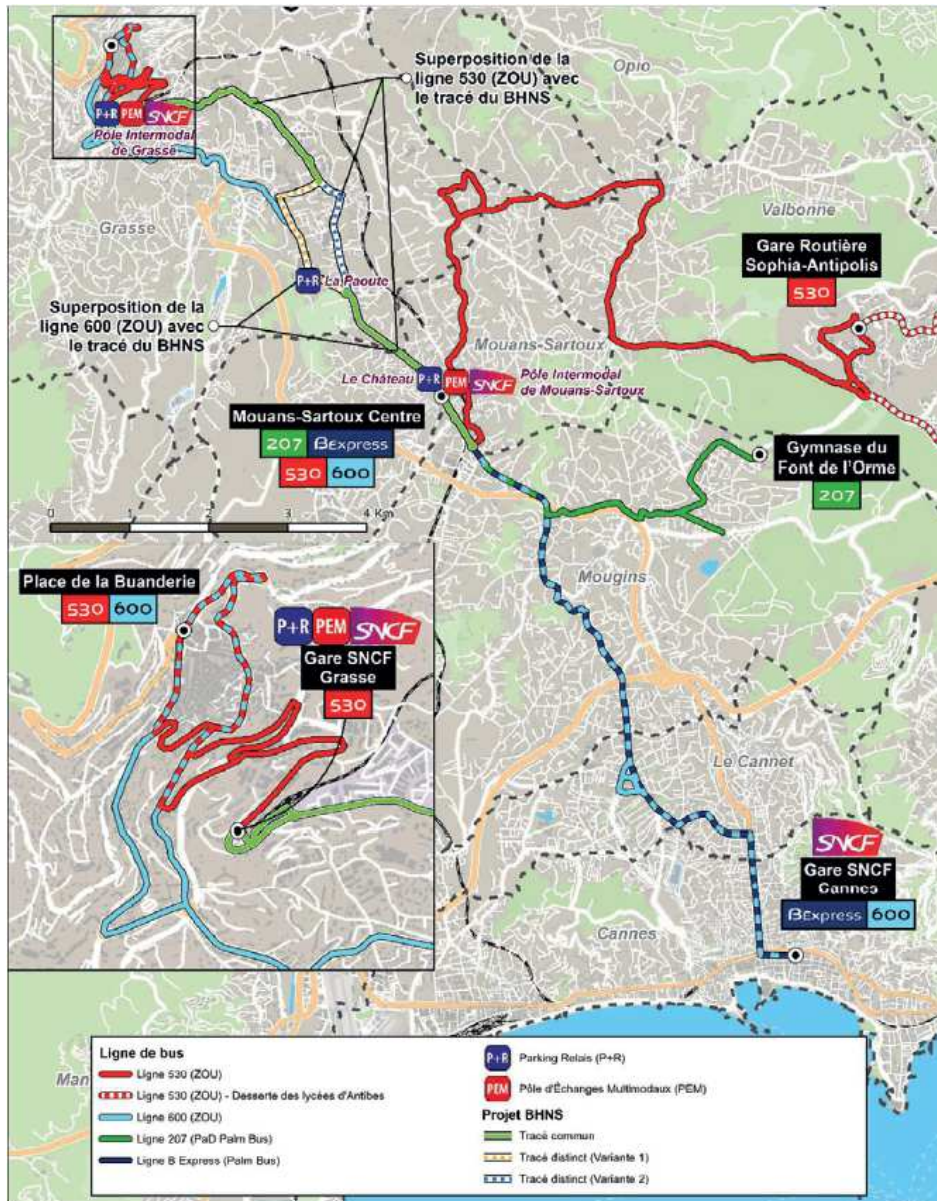 Superposition de la
ligne 530 (ZOU) avec
le tracé du BHNS
Opio
P+R PEM SNCF
Pôle Intermodal
de Grasse
Grasse
Valbonne
Gare Routière
Sophia-Antipolis
530
P+R La Paoute
Superposition de la
ligne 600 (ZOU) avec
le tracé du BHNS
Mouans-Sartoux
Le Château P+R PEM SNCF
Pôle Intermodal
de Mouans-Sartoux
Mouans-Sartoux Centre
207 BExpress
530 600
Gymnase du
Font de l'Orme
207
0 1 2 3 4 Km
Place de la Buanderie
530 600
P+R PEM SNCF
Gare SNCF
Grasse
530
Mougins
Le Cannet
SNCF
Gare SNCF
Cannes
BExpress 600
Cannes
Man
Ligne de bus
Ligne 530 (ZOU)
Ligne 530 (ZOU) - Desserte des lycées d'Antibes
Ligne 600 (ZOU)
Ligne 207 (PaD Palm Bus)
Ligne B Express (Palm Bus)
P+R Parking Relais (P+R)
PEM Pôle d'Échanges Multimodaux (PEM)
Projet BHNS
Tracé commun
Tracé distinct (Variante 1)
Tracé distinct (Variante 2)